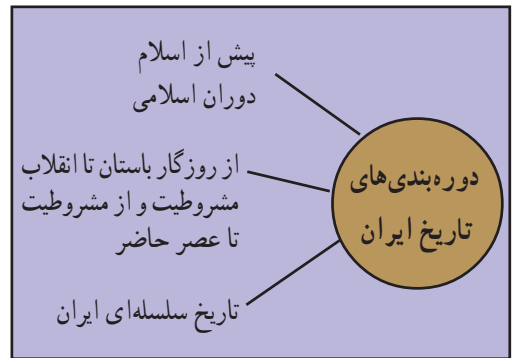 دوره‌بندی‌های
تاریخ ایران
پیش از اسلام
دوران اسلامی
از روزگار باستان تا انقلاب
مشروطیت و از مشروطیت
تا عصر حاضر
تاریخ سلسله‌ای ایران